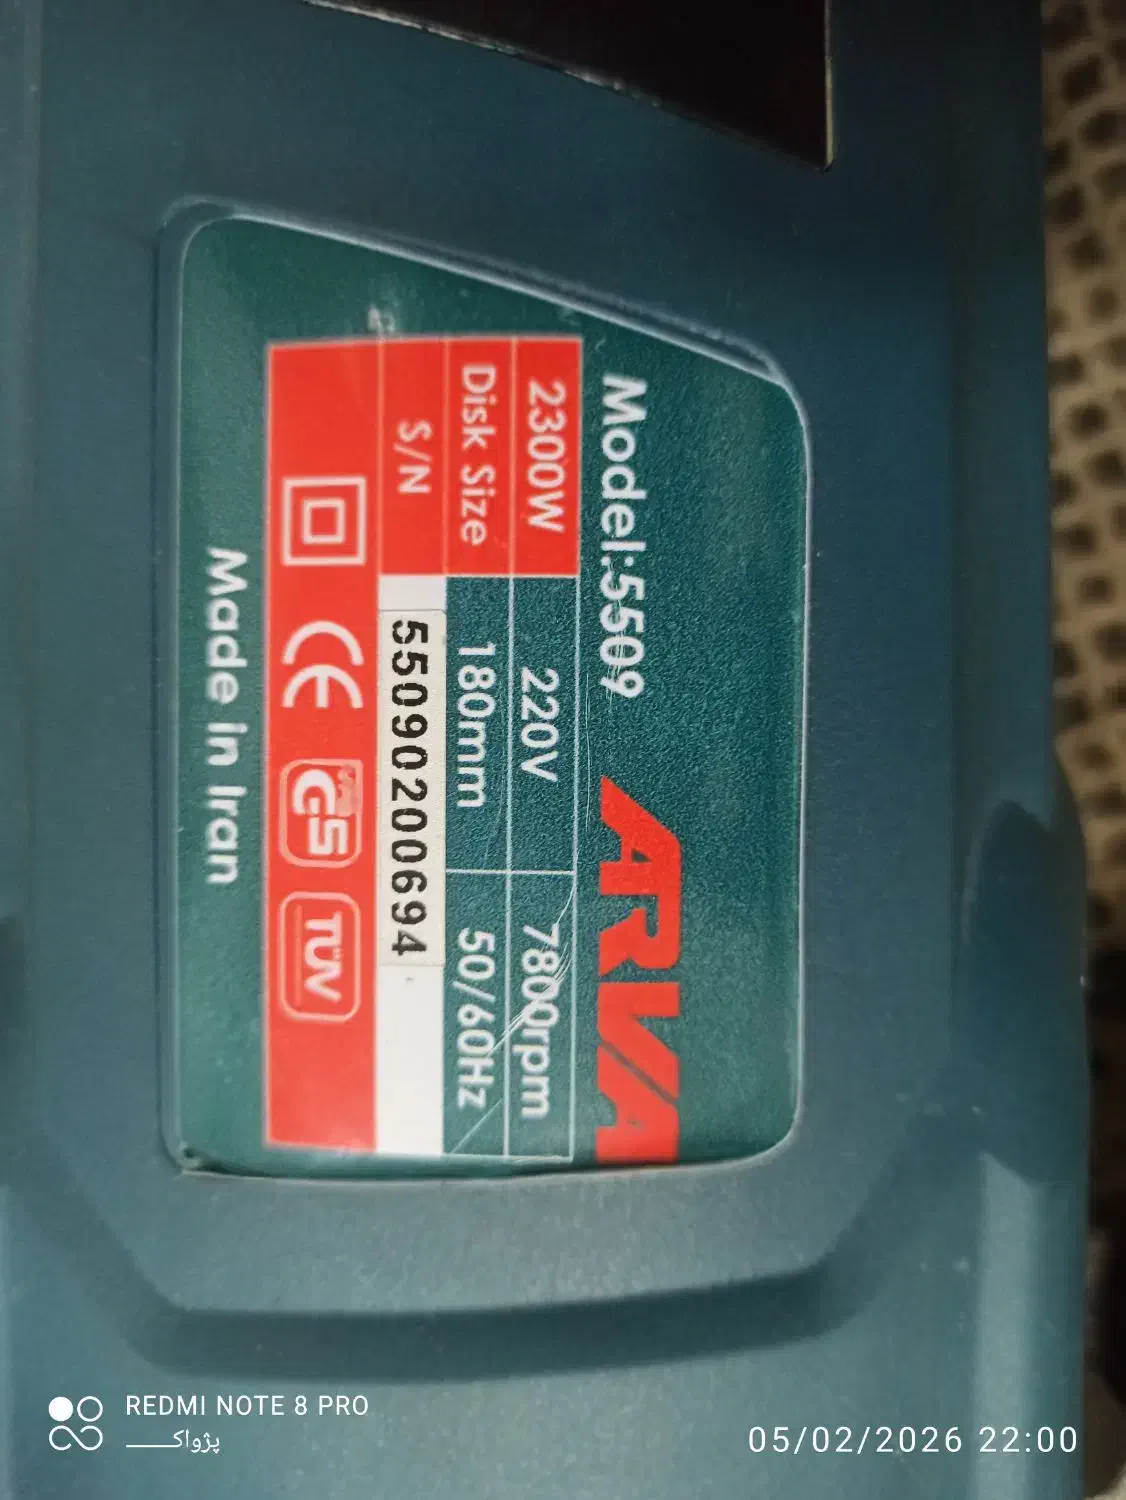 Model:5509
ARVA
2300W 220V 7800rpm
Disk Size 180mm 50/60Hz
S/N 5509020200694
CE GS TÜV
Made in Iran
REDMI NOTE 8 PRO
پژواک
05/02/2026 22:00